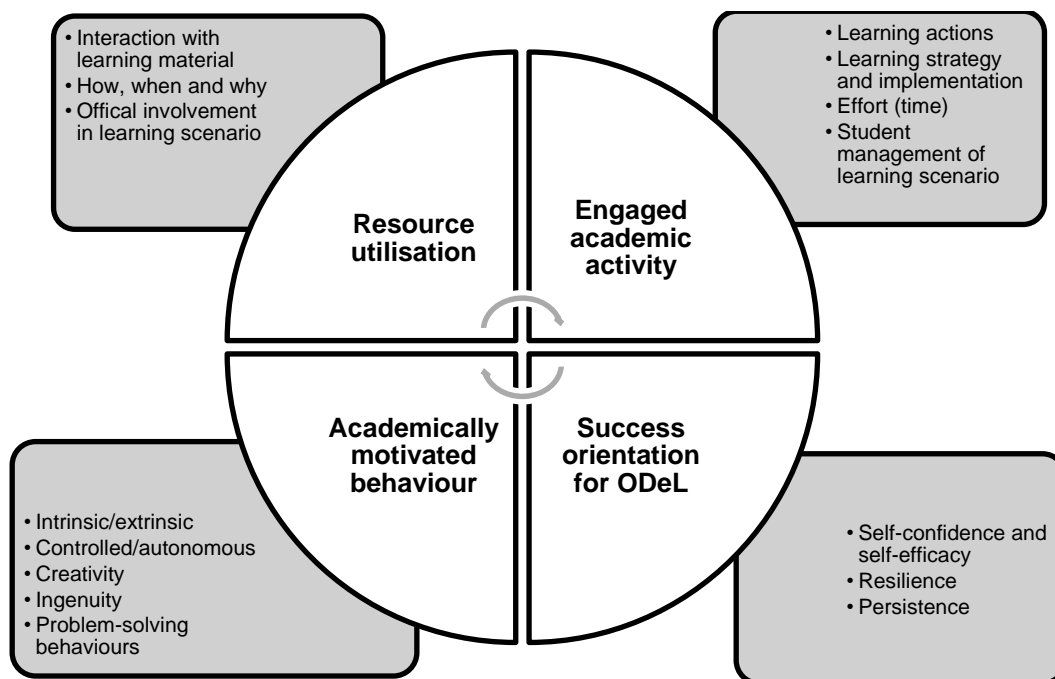 • Interaction with
learning material
• How, when and why
• Offical involvement
in learning scenario
• Learning actions
• Learning strategy
and implementation
• Effort (time)
• Student
management of
learning scenario
Resource
utilisation
Engaged
academic
activity
Academically
motivated
behaviour
Success
orientation
for ODeL
• Intrinsic/extrinsic
• Controlled/autonomous
• Creativity
• Ingenuity
• Problem-solving
behaviours
• Self-confidence and
self-efficacy
• Resilience
• Persistence